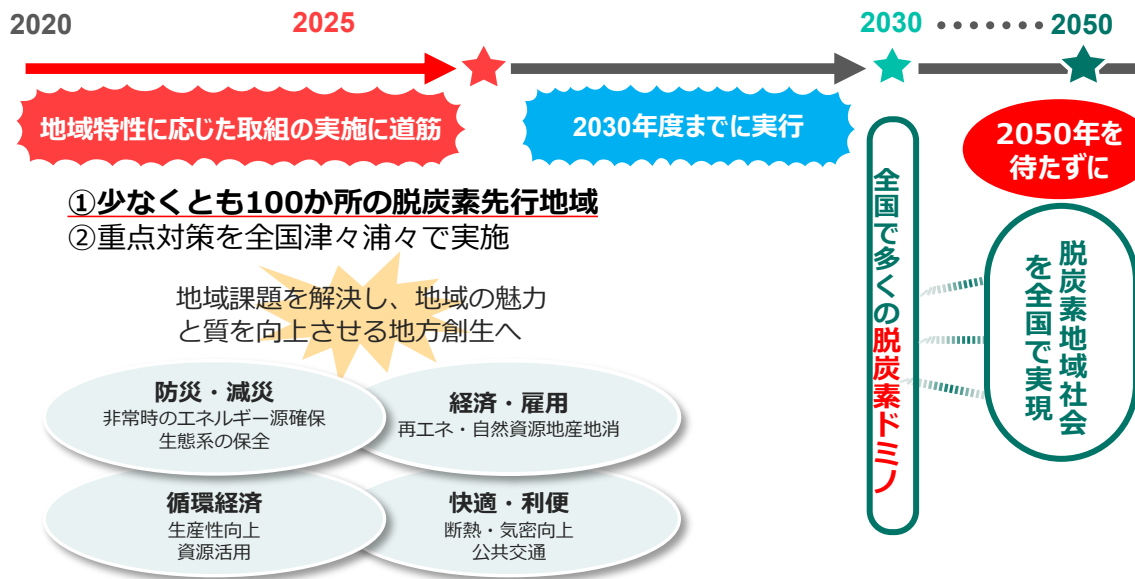 2020
2025
2030
・・・・・・・
2050
地域特性に応じた取組の実施に道筋
2030年度までに実行
2050年を
待たずに
①少なくとも100か所の脱炭素先行地域
②重点対策を全国津々浦々で実施
地域課題を解決し、地域の魅力
と質を向上させる地方創生へ
防災・減災
非常時のエネルギー源確保
生態系の保全
経済・雇用
再エネ・自然資源地産地消
循環経済
生産性向上
資源活用
快適・利便
断熱・気密向上
公共交通
全国で多くの脱炭素ドミノ
脱炭素地域社会
を全国で実現